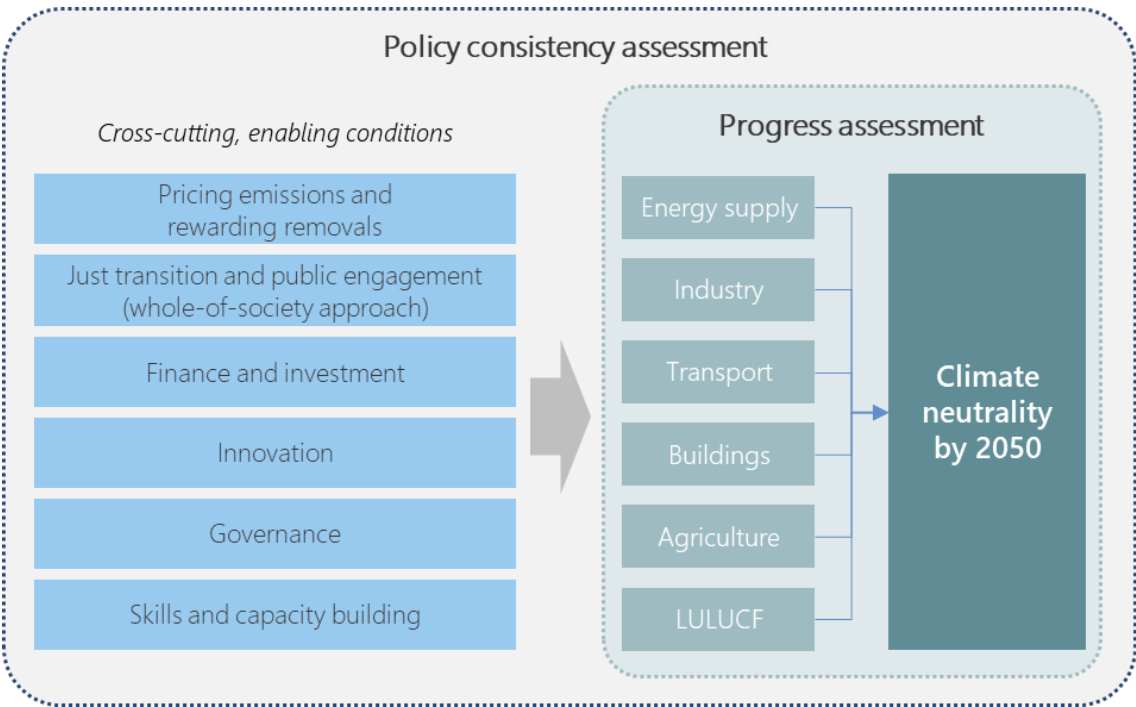 Policy consistency assessment
Cross-cutting, enabling conditions
Pricing emissions and
rewarding removals
Just transition and public engagement
(whole-of-society approach)
Finance and investment
Innovation
Governance
Skills and capacity building
Progress assessment
Energy supply
Industry
Transport
Buildings
Agriculture
LULUCF
Climate
neutrality
by 2050